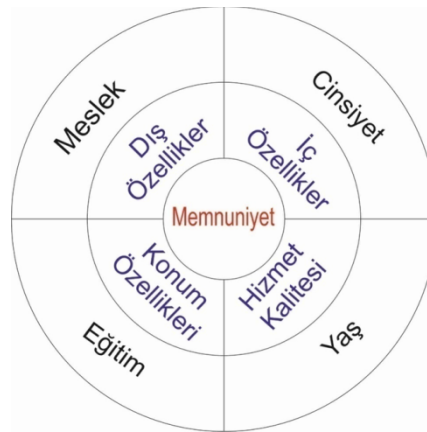 Meslek
Cinsiyet
Dış
Özellikler
İç
Özellikler
Memnuniyet
Konum
Özellikleri
Hizmet
Kalitesi
Eğitim
Yaş